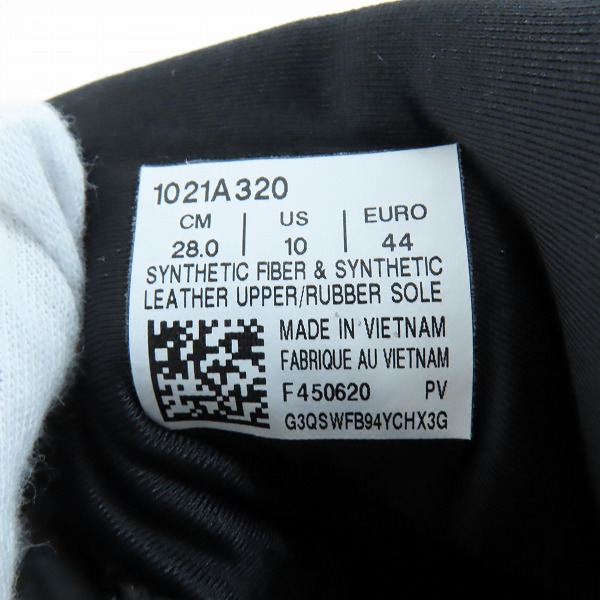 1021A320
CM | US | EURO
28.0 | 10 | 44
SYNTHETIC FIBER & SYNTHETIC
LEATHER UPPER/RUBBER SOLE
MADE IN VIETNAM
FABRIQUE AU VIETNAM
F450620 PV
G3QSWFB94YCHX3G